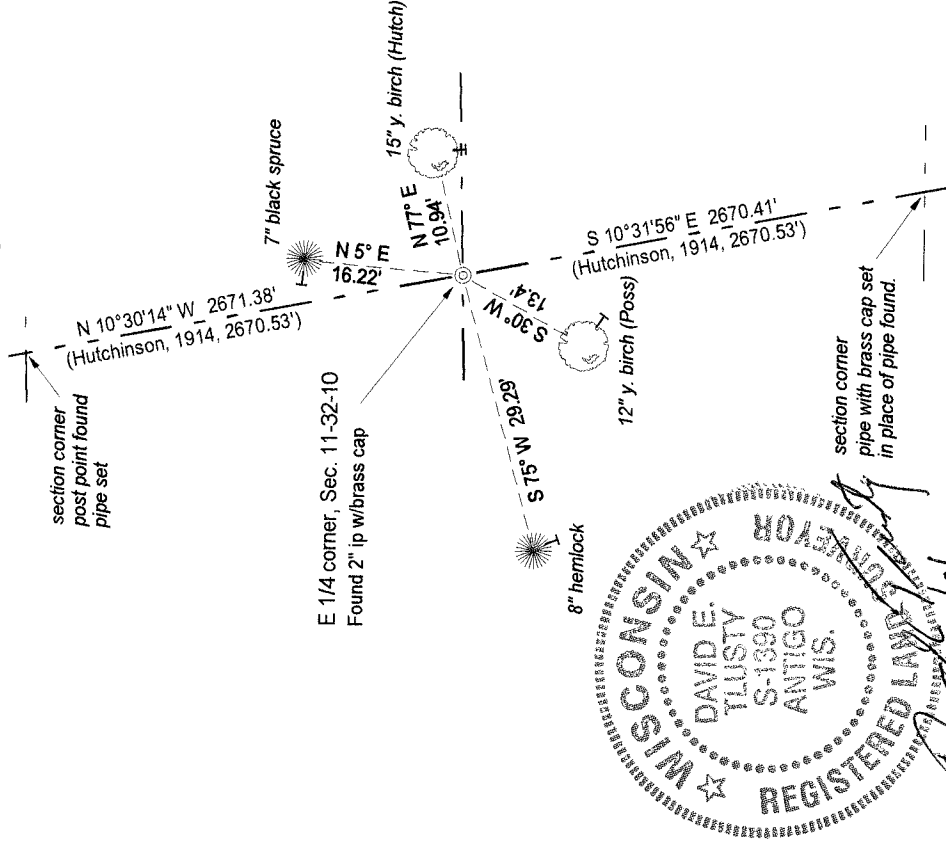 7" black spruce
15" y. birch (Hutch)
N 5° E
16.22'
N 77° E
10.94'
N 10°30'14" W 2671.38'
(Hutchinson, 1914, 2670.53')
section corner
post point found
pipe set
S 10°31'56" E 2670.41'
(Hutchinson, 1914, 2670.53')
S 30° W
13.4'
12" y. birch (Poss)
E 1/4 corner, Sec. 11-32-10
Found 2" ip w/brass cap
S 75° W 29.29'
8" hemlock
section corner
pipe with brass cap set
in place of pipe found.
WISCONSIN
DAVID E.
TLUSTY
S-1390
ANTIGO
WIS.
REGISTERED LAND SURVEYOR